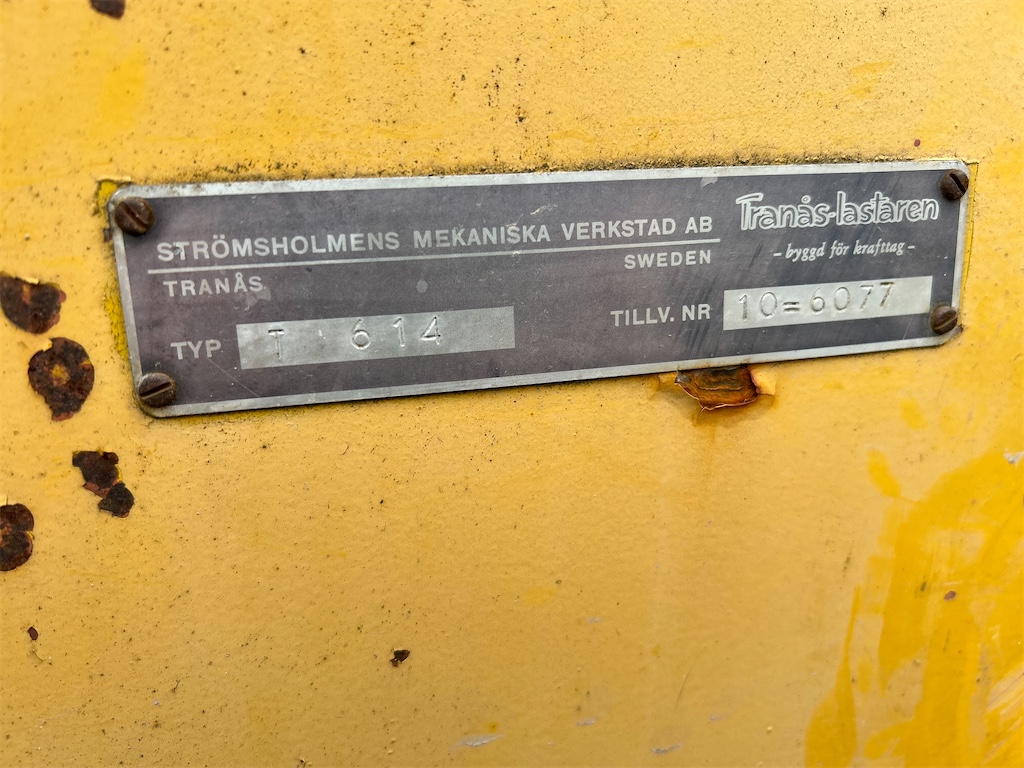 STRÖMSHOLMENS MEKANISKA VERKSTAD AB
TRANÅS
SWEDEN
Tranås-lastaren
- byggd för krafttag -
TYP T 614
TILLV. NR 10=6077